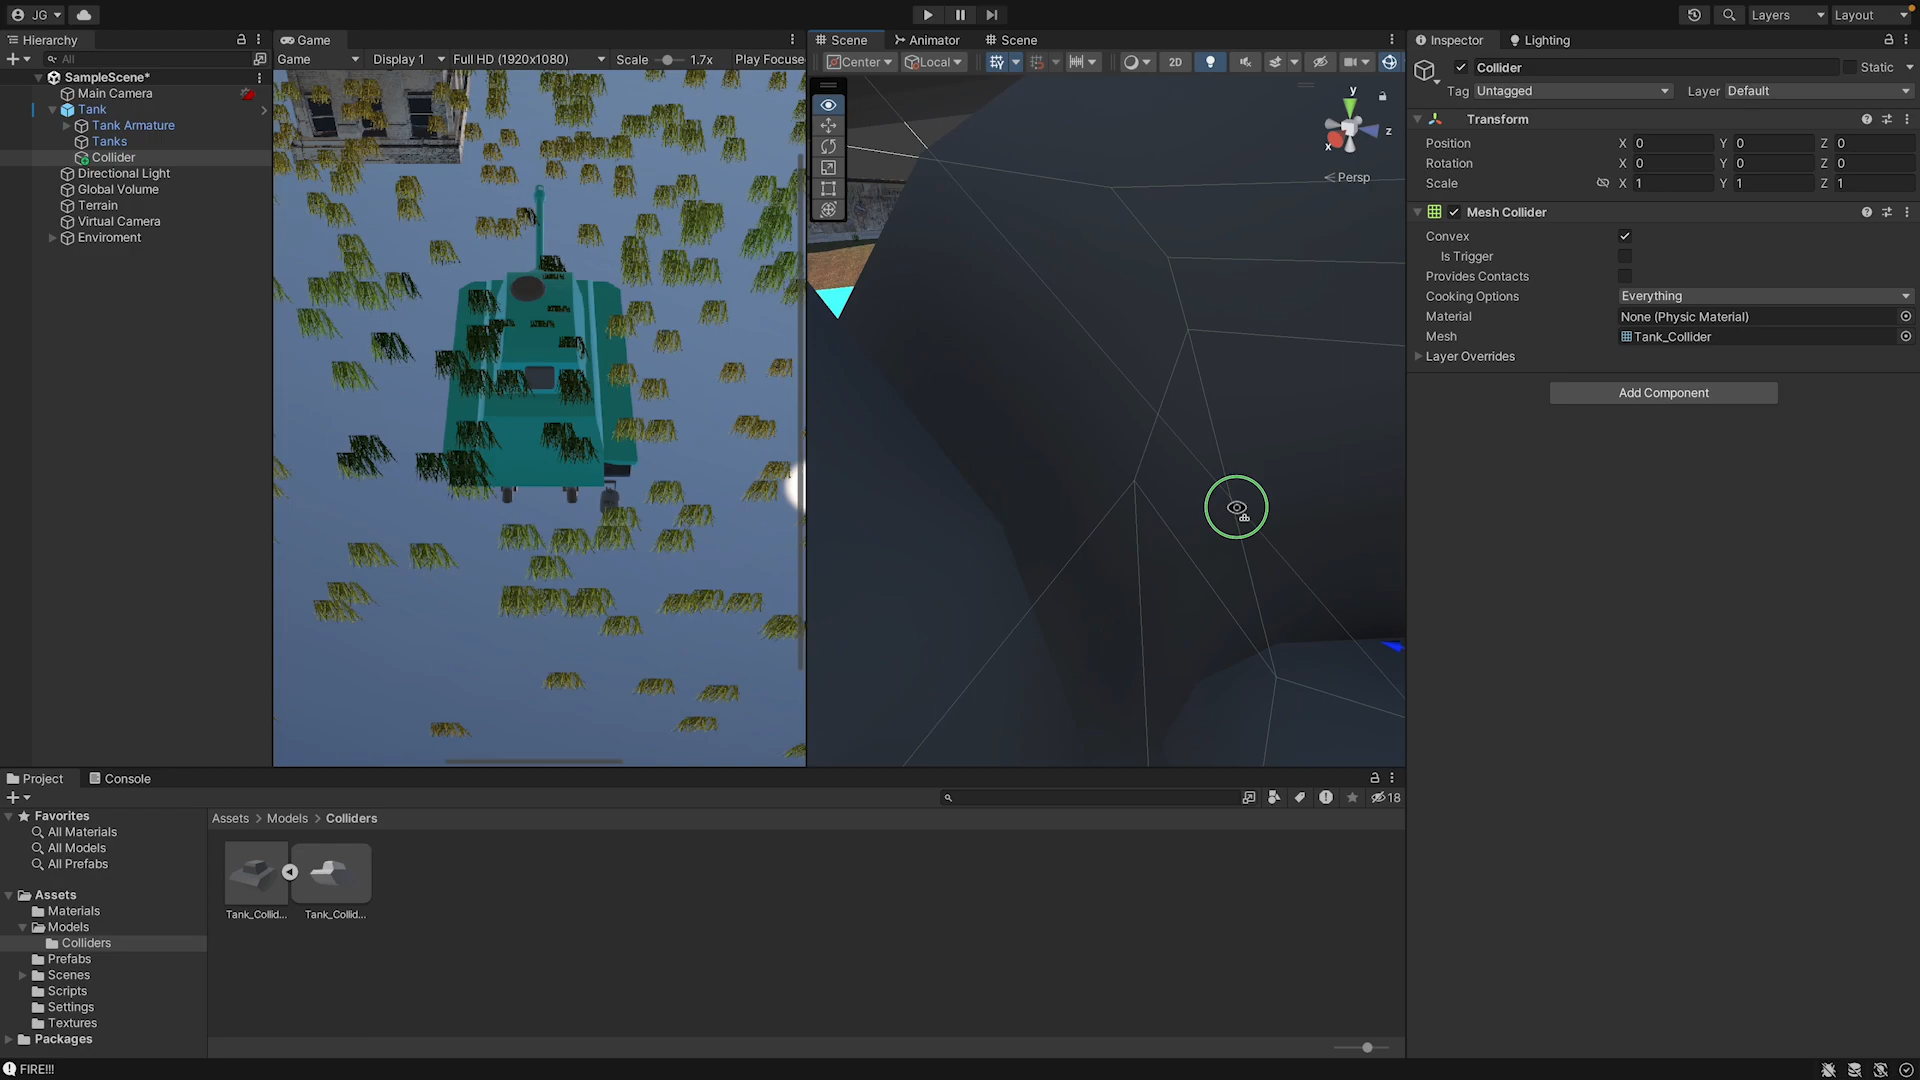 JG
Layers
Layout
Hierarchy
All
SampleScene*
Main Camera
Tank
Tank Armature
Tanks
Collider
Directional Light
Global Volume
Terrain
Virtual Camera
Enviroment
Game
Game
Display 1
Full HD (1920x1080)
Scale
1.7x
Play Focuse
Scene
Animator
Scene
Center
Local
2D
y
z
x
Persp
Inspector
Lighting
Collider
Static
Tag
Untagged
Layer
Default
Transform
Position
X 0
Y 0
Z 0
Rotation
X 0
Y 0
Z 0
Scale
X 1
Y 1
Z 1
Mesh Collider
Convex
Is Trigger
Provides Contacts
Cooking Options
Everything
Material
None (Physic Material)
Mesh
Tank_Collider
Layer Overrides
Add Component
Project
Console
18
Favorites
All Materials
All Models
All Prefabs
Assets
Materials
Models
Colliders
Prefabs
Scenes
Scripts
Settings
Textures
Packages
Assets > Models > Colliders
Tank_Collid...
Tank_Collid...
FIRE!!!